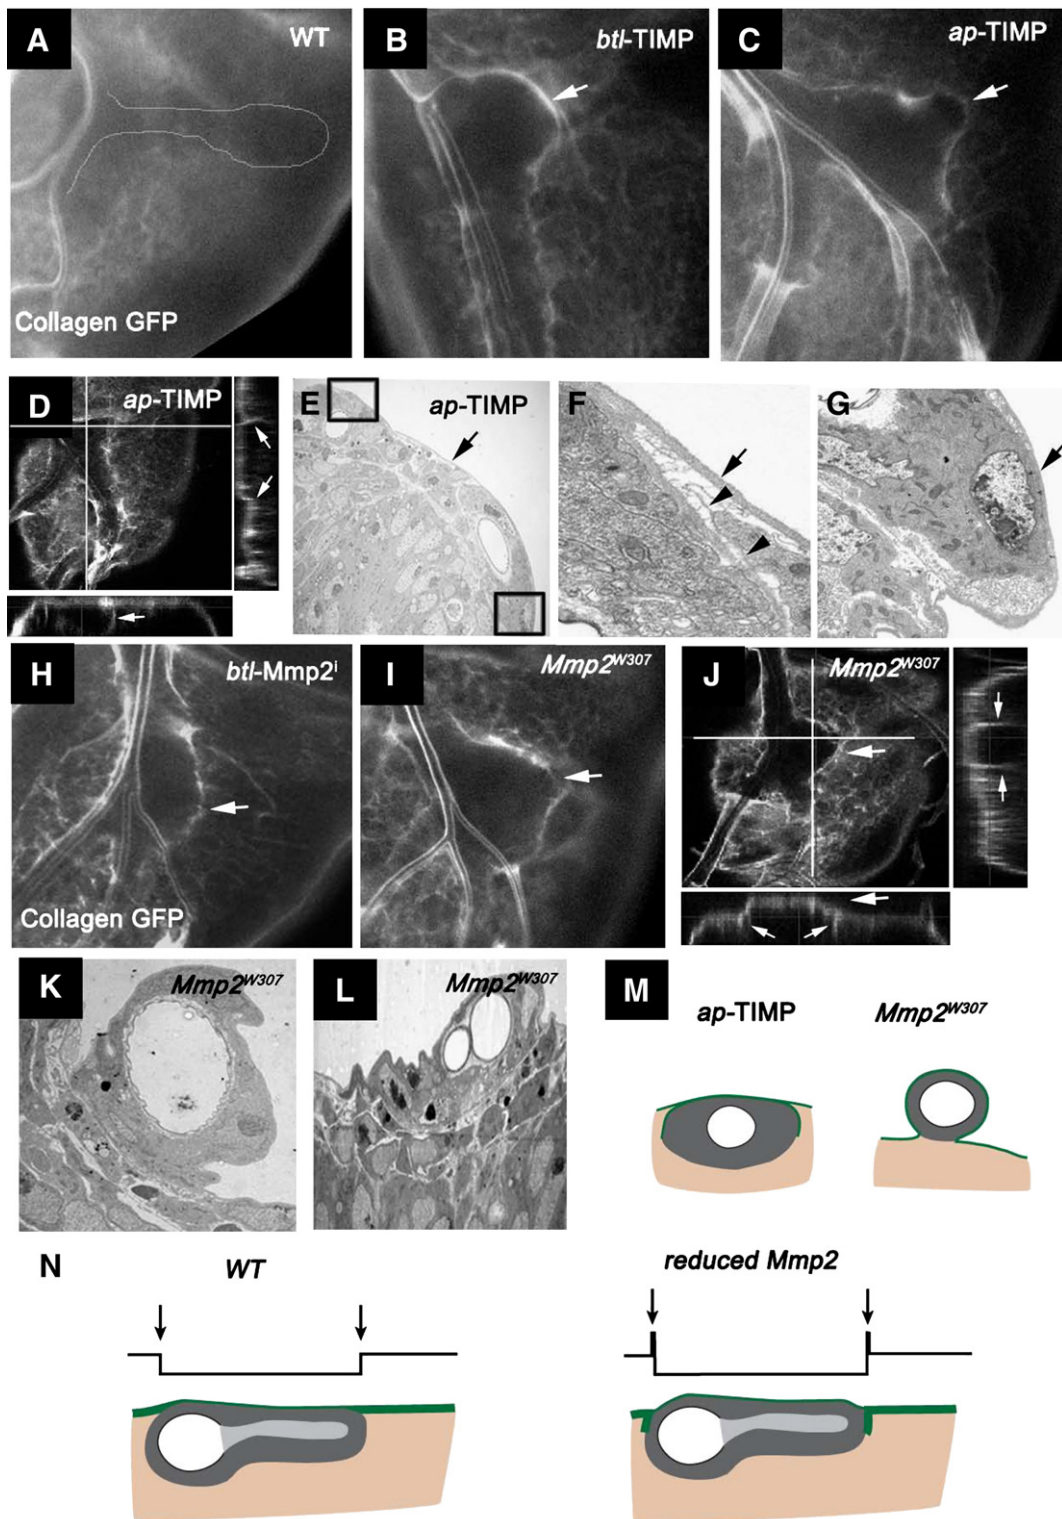 A
WT
Collagen GFP
B
btl-TIMP
C
ap-TIMP
D
ap-TIMP
E
ap-TIMP
F
G
H
btl-Mmp2i
Collagen GFP
I
Mmp2W307
J
Mmp2W307
K
Mmp2W307
L
Mmp2W307
M
ap-TIMP
Mmp2W307
N
WT
reduced Mmp2